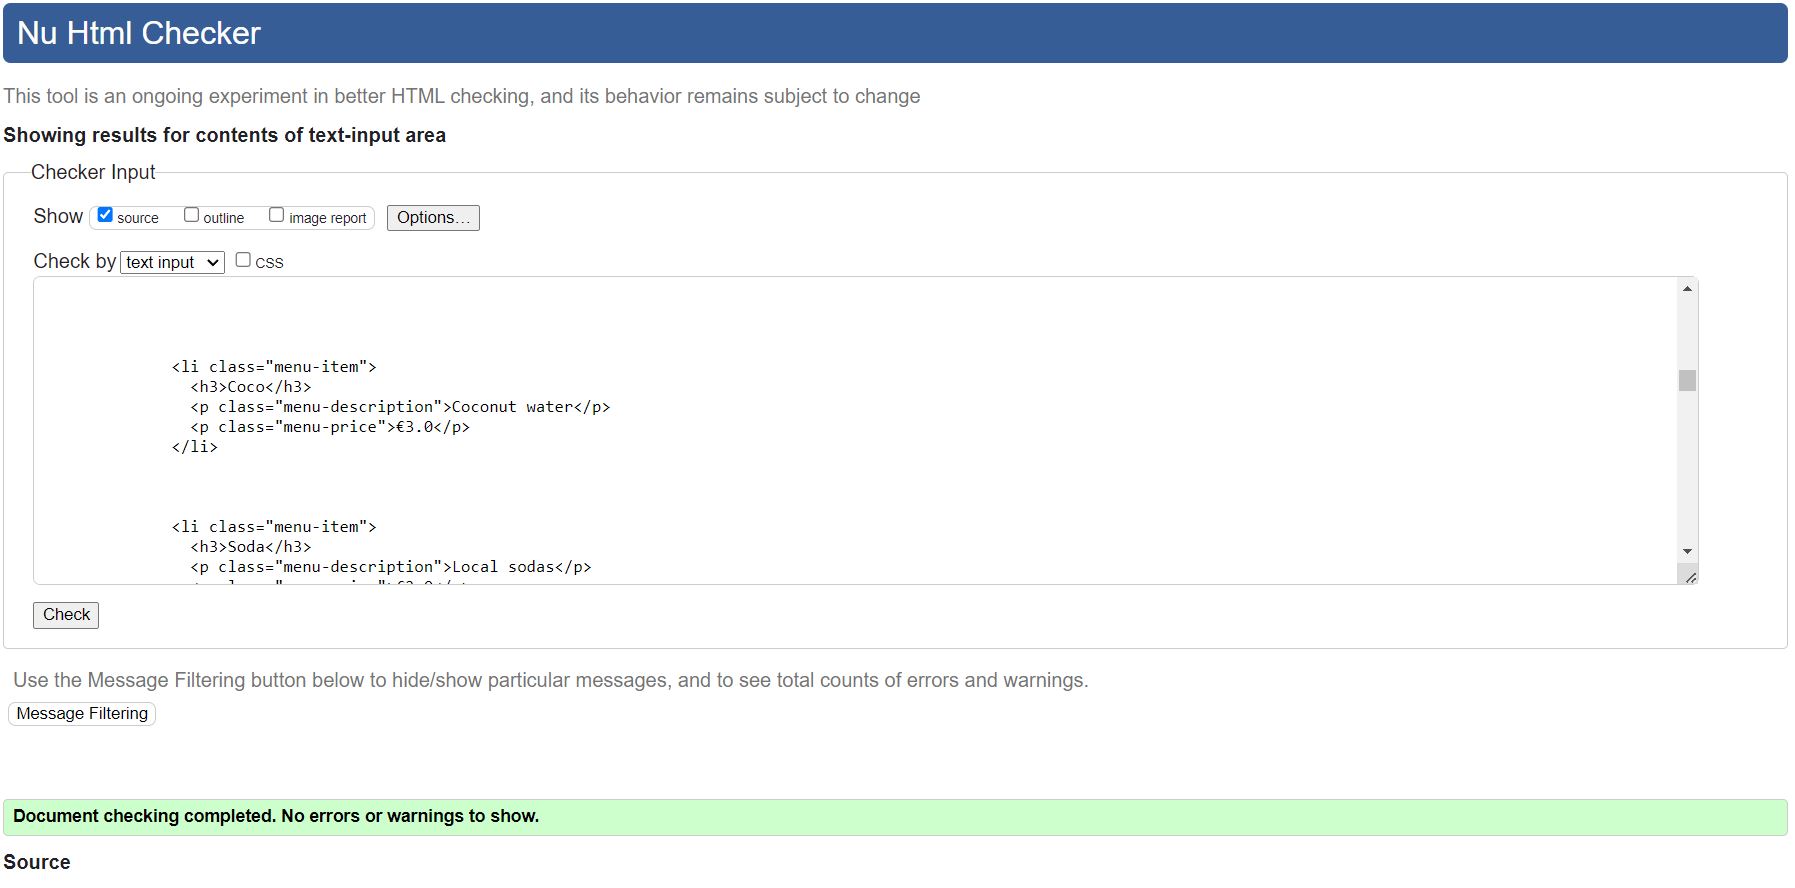 Nu Html Checker
This tool is an ongoing experiment in better HTML checking, and its behavior remains subject to change
Showing results for contents of text-input area
Checker Input
Show source outline image report Options...
Check by text input CSS
<li class="menu-item">
<h3>Coco</h3>
<p class="menu-description">Coconut water</p>
<p class="menu-price">€3.0</p>
</li>
<li class="menu-item">
<h3>Soda</h3>
<p class="menu-description">Local sodas</p>
Check
Use the Message Filtering button below to hide/show particular messages, and to see total counts of errors and warnings.
Message Filtering
Document checking completed. No errors or warnings to show.
Source